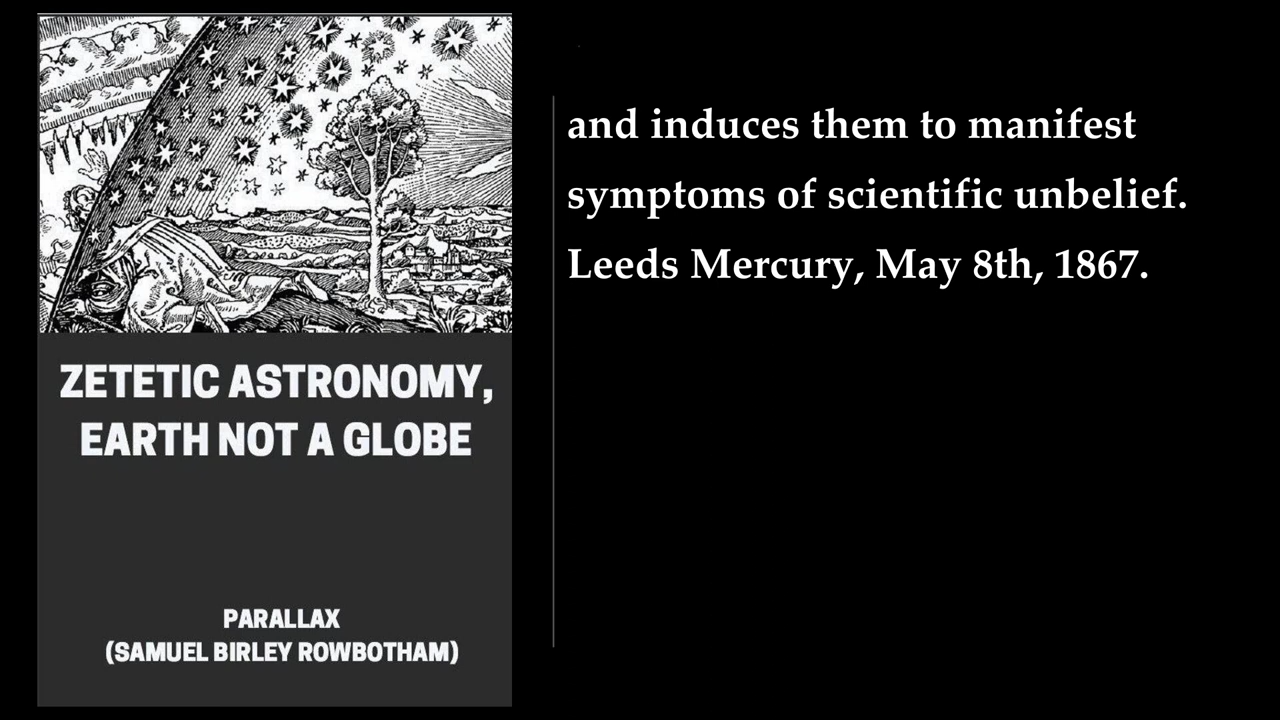 ZETETIC ASTRONOMY,
EARTH NOT A GLOBE
PARALLAX
(SAMUEL BIRLEY ROWBOTHAM)
and induces them to manifest
symptoms of scientific unbelief.
Leeds Mercury, May 8th, 1867.